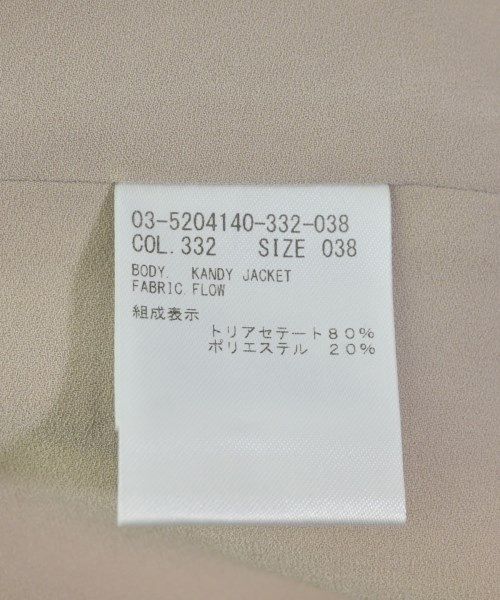 03-5204140-332-038
COL.332 SIZE 038
BODY. KANDY JACKET
FABRIC.FLOW
組成表示
トリアセテート80%
ポリエステル 20%